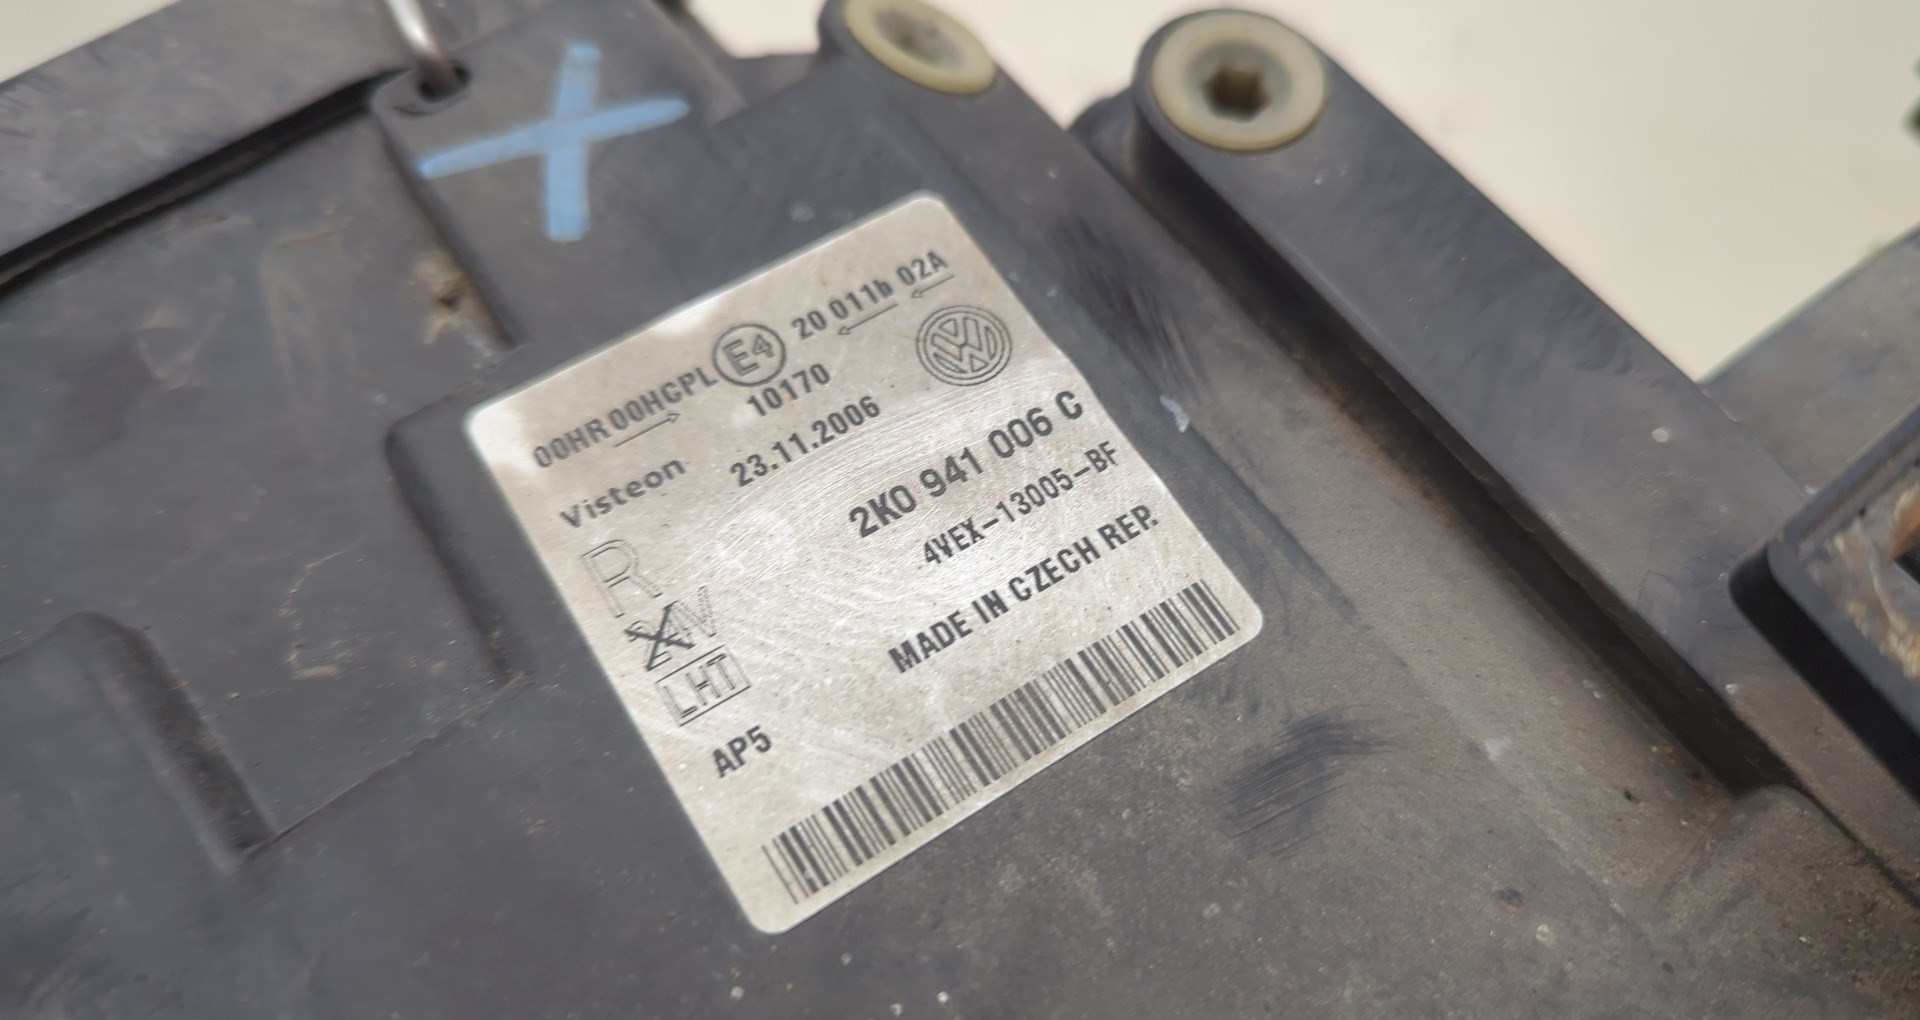 00HR 00HCPL E4 20 011b 02A
10170
Visteon 23.11.2006
2K0 941 006 C
4VEX-13005-BF
MADE IN CZECH REP.
R
LHT
AP5